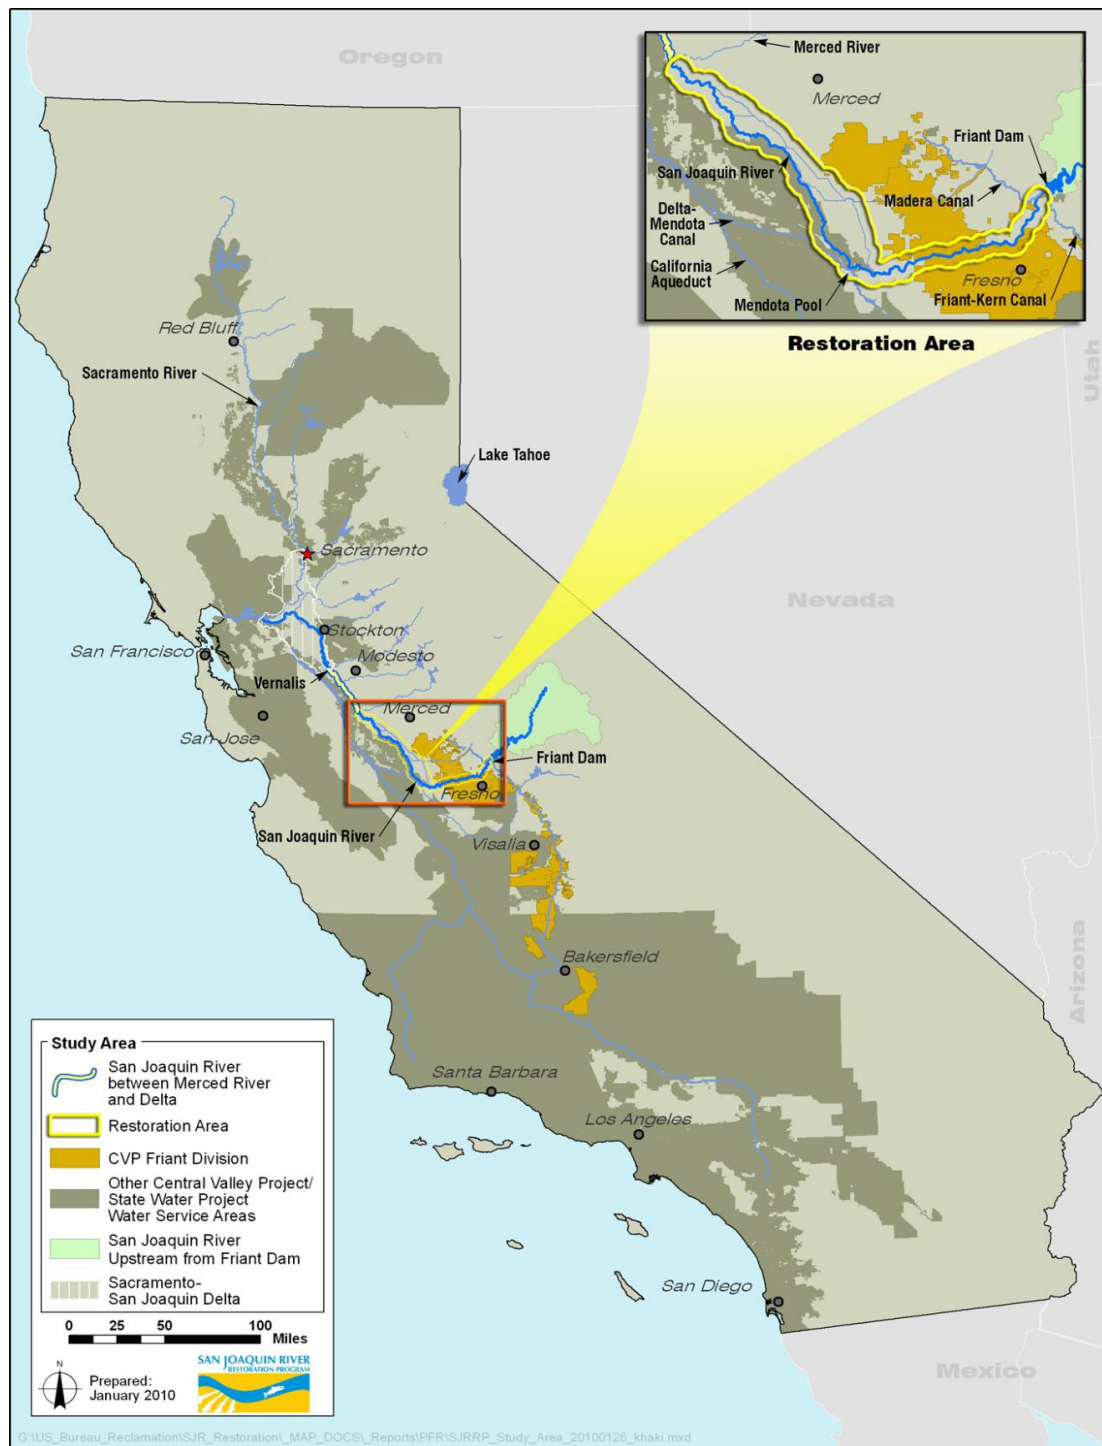 Oregon
Merced River
Merced
Friant Dam
San Joaquin River
Madera Canal
Delta-
Mendota
Canal
California
Aqueduct
Fresno
Mendota Pool
Friant-Kern Canal
Restoration Area
Utah
Red Bluff
Sacramento River
Lake Tahoe
Sacramento
Nevada
Stockton
San Francisco
Modesto
Vernalis
Merced
San Jose
Friant Dam
Fresno
San Joaquin River
Visalia
Arizona
Bakersfield
Santa Barbara
Los Angeles
San Diego
Mexico
Study Area
San Joaquin River
between Merced River
and Delta
Restoration Area
CVP Friant Division
Other Central Valley Project/
State Water Project
Water Service Areas
San Joaquin River
Upstream from Friant Dam
Sacramento-
San Joaquin Delta
0 25 50 100
Miles
N
Prepared:
January 2010
SAN JOAQUIN RIVER
RESTORATION PROGRAM
G:\US_Bureau_Reclamation\SJR_Restoration\_MAP_DOCS\_Reports\PFR\SJRRP_Study_Area_20100126_khaki.mxd